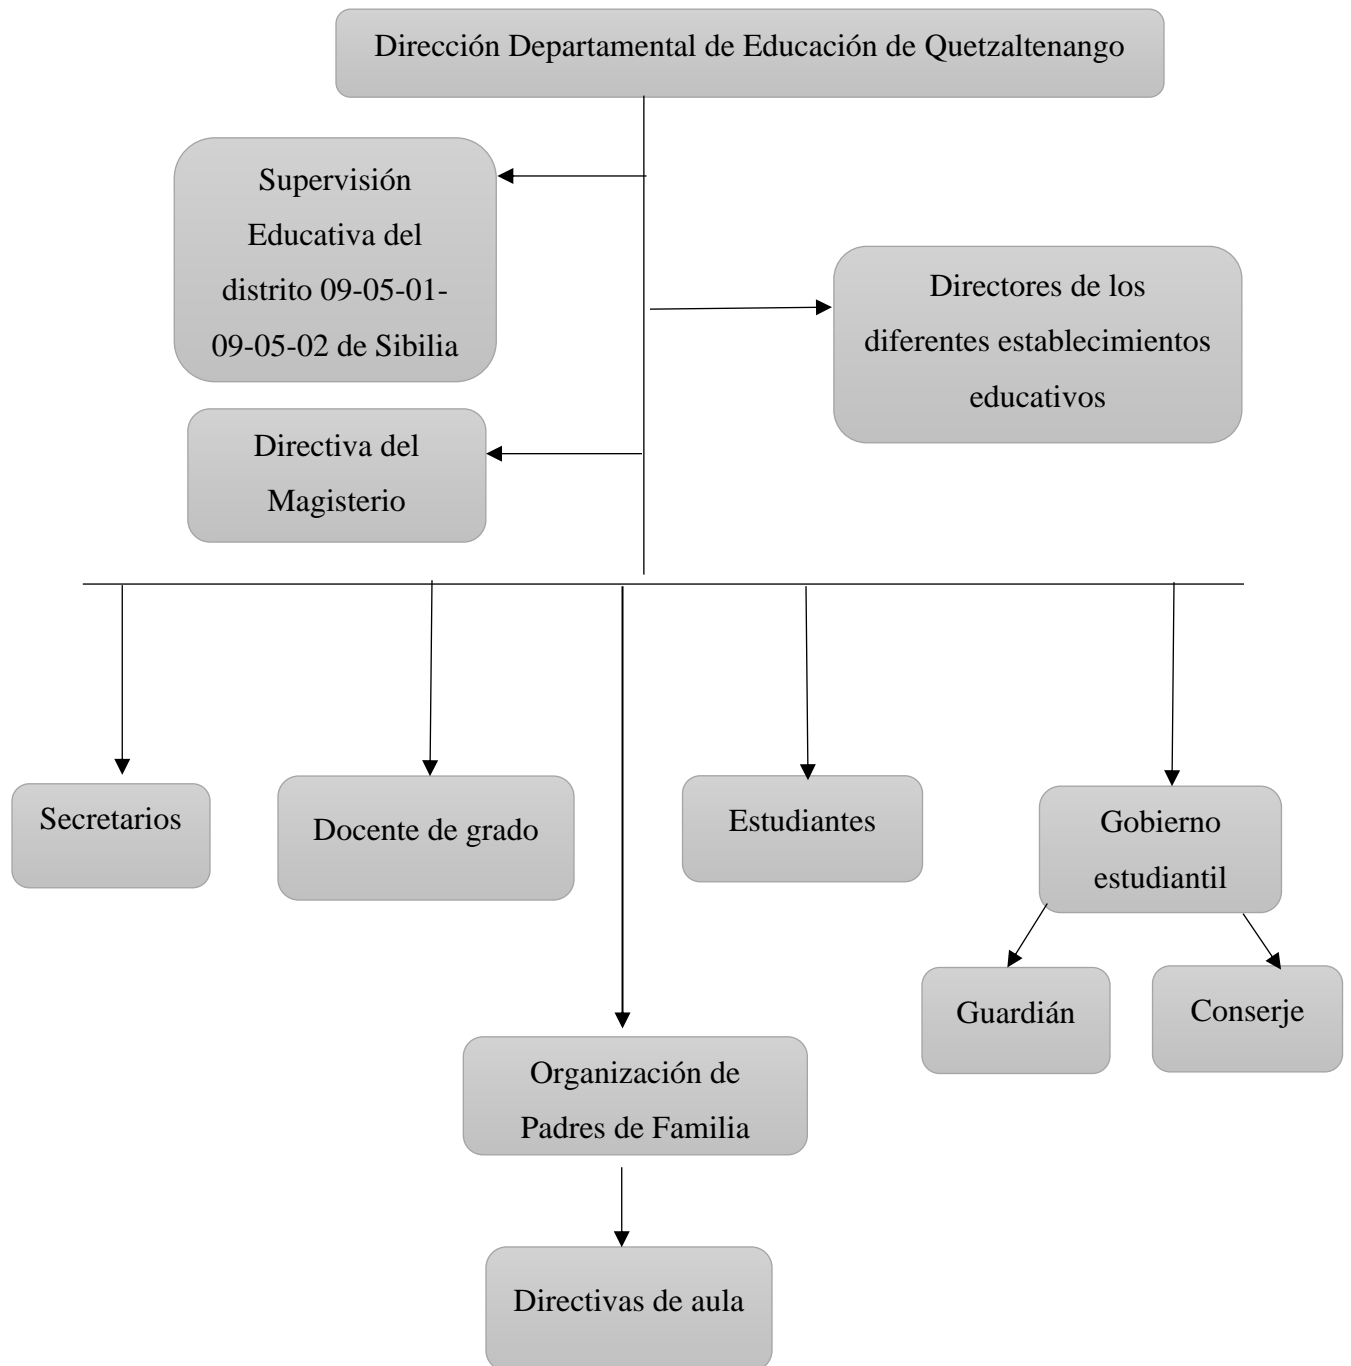 Dirección Departamental de Educación de Quetzaltenango
Supervisión
Educativa del
distrito 09-05-01-
09-05-02 de Sibilia
Directores de los
diferentes establecimientos
educativos
Directiva del
Magisterio
Secretarios
Docente de grado
Estudiantes
Gobierno
estudiantil
Guardián
Conserje
Organización de
Padres de Familia
Directivas de aula